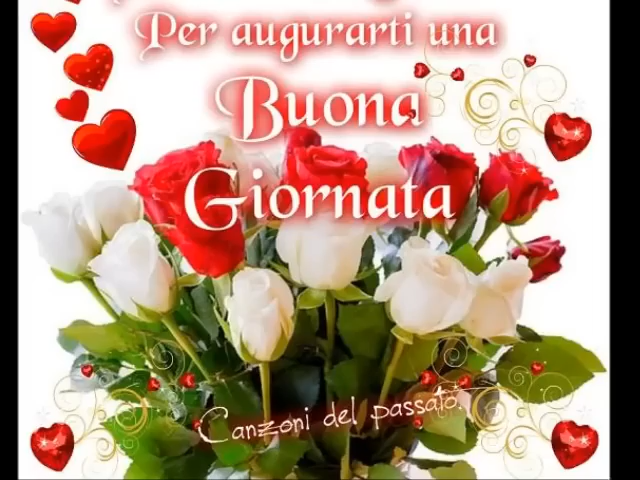 Per augurarti una
Buona
Giornata
Canzoni del passato.